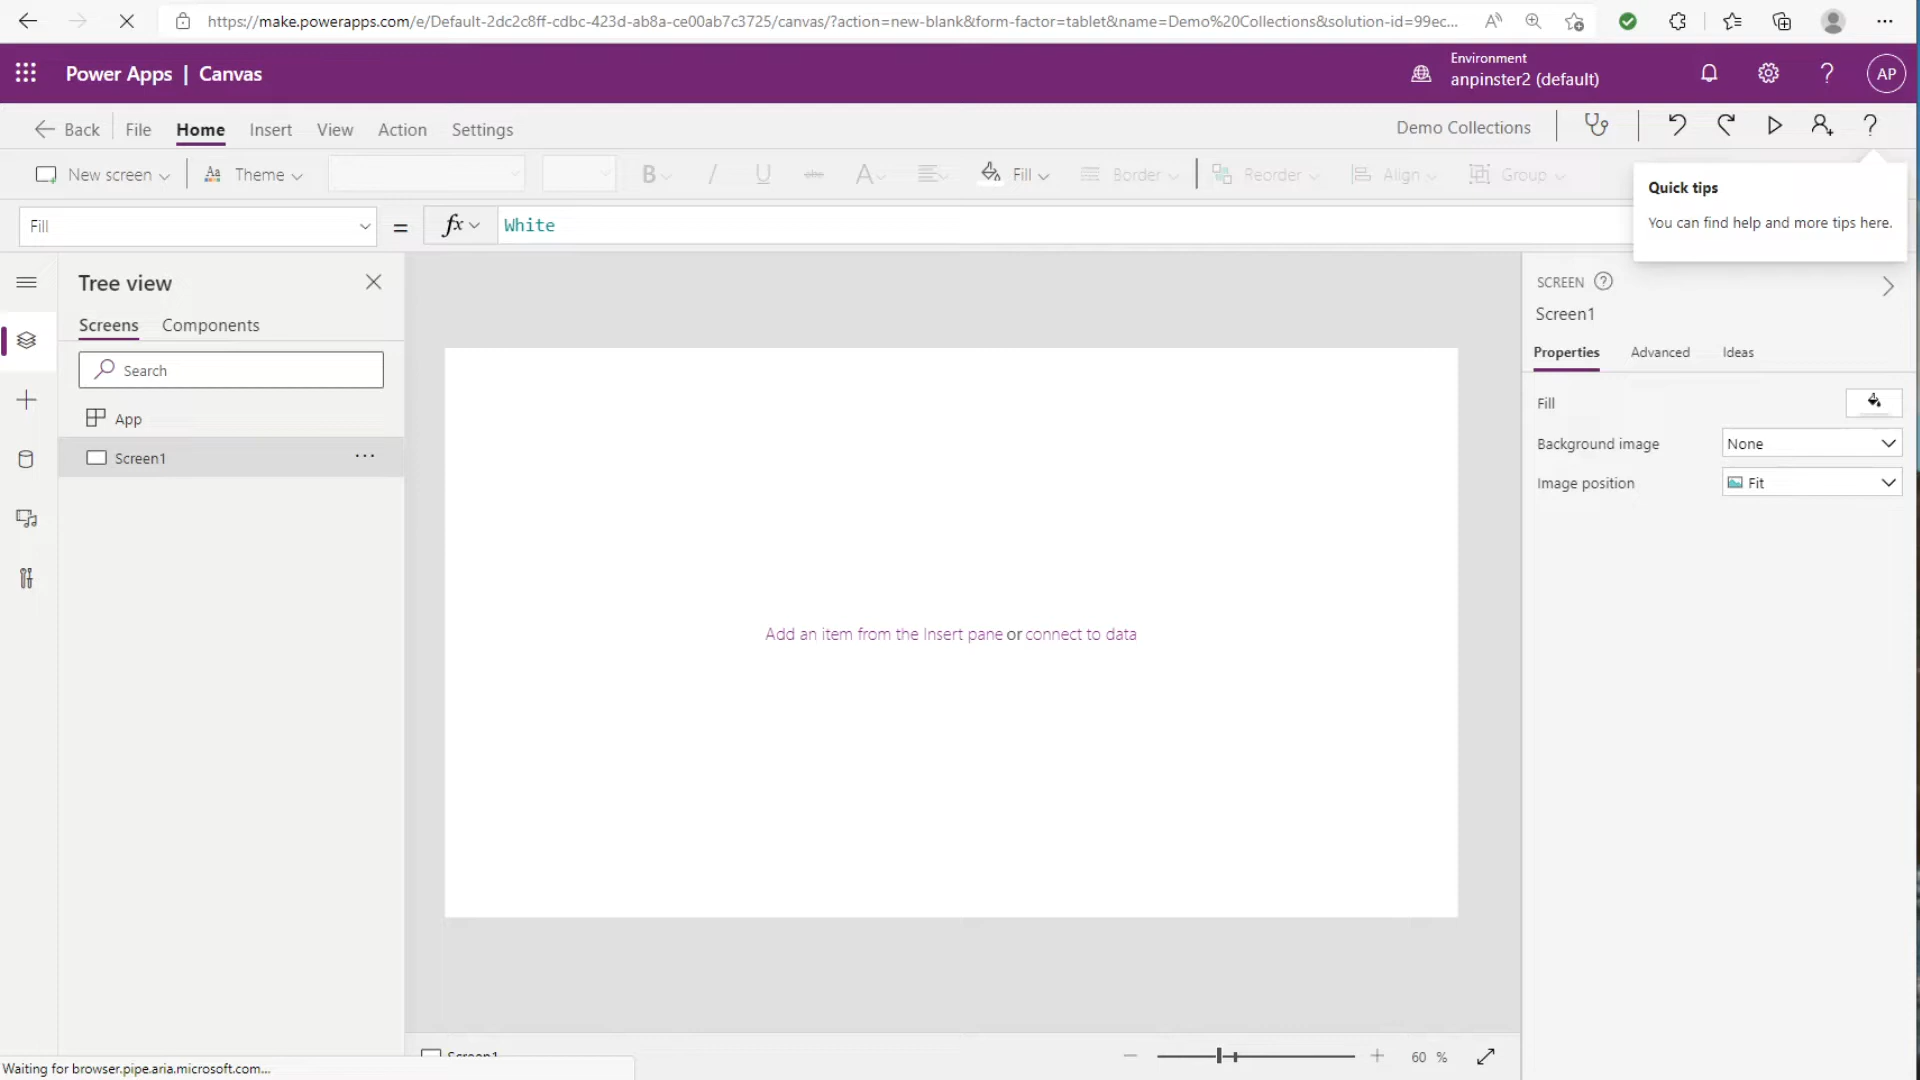 https://make.powerapps.com/e/Default-2dc2c8ff-cdbc-423d-ab8a-ce00ab7c3725/canvas/?action=new-blank&form-factor=tablet&name=Demo%20Collections&solution-id=99ec...
Power Apps | Canvas
Environment
anpinster2 (default)
?
AP
Back File Home Insert View Action Settings
Demo Collections
?
New screen Theme B / U abc A Fill Border Reorder Align Group
Quick tips
You can find help and more tips here.
Fill = fx White
Tree view
Screens Components
Search
App
Screen1 ...
Add an item from the Insert pane or connect to data
SCREEN ?
Screen1
Properties Advanced Ideas
Fill
Background image None
Image position Fit
Screen1
60 %
Waiting for browser.pipe.aria.microsoft.com...